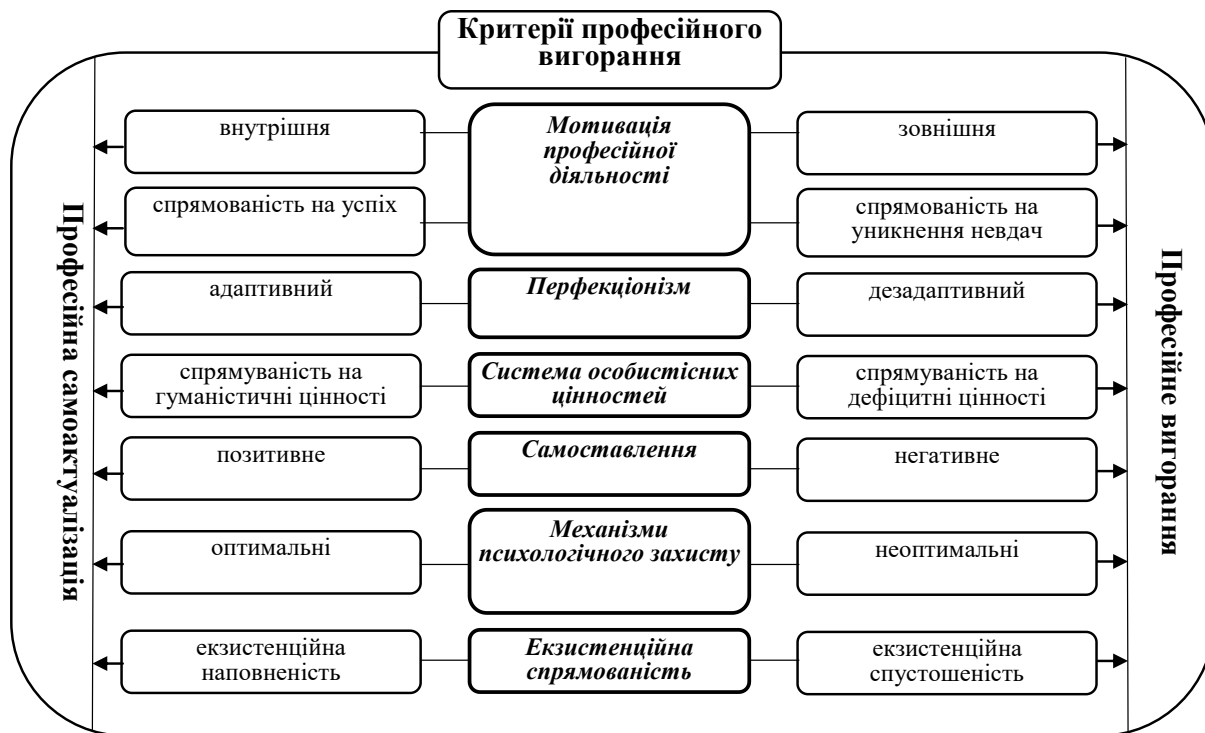 Критерії професійного
вигорання
Професійна самоактуалізація
внутрішня
Мотивація
професійної
діяльності
зовнішня
спрямованість на успіх
спрямованість на
уникнення невдач
адаптивний
Перфекціонізм
дезадаптивний
спрямуваність на
гуманістичні цінності
Система особистісних
цінностей
спрямуваність на
дефіцитні цінності
позитивне
Самоставлення
негативне
оптимальні
Механізми
психологічного захисту
неоптимальні
екзистенційна
наповненість
Екзистенційна
спрямованість
екзистенційна
спустошеність
Професійне вигорання